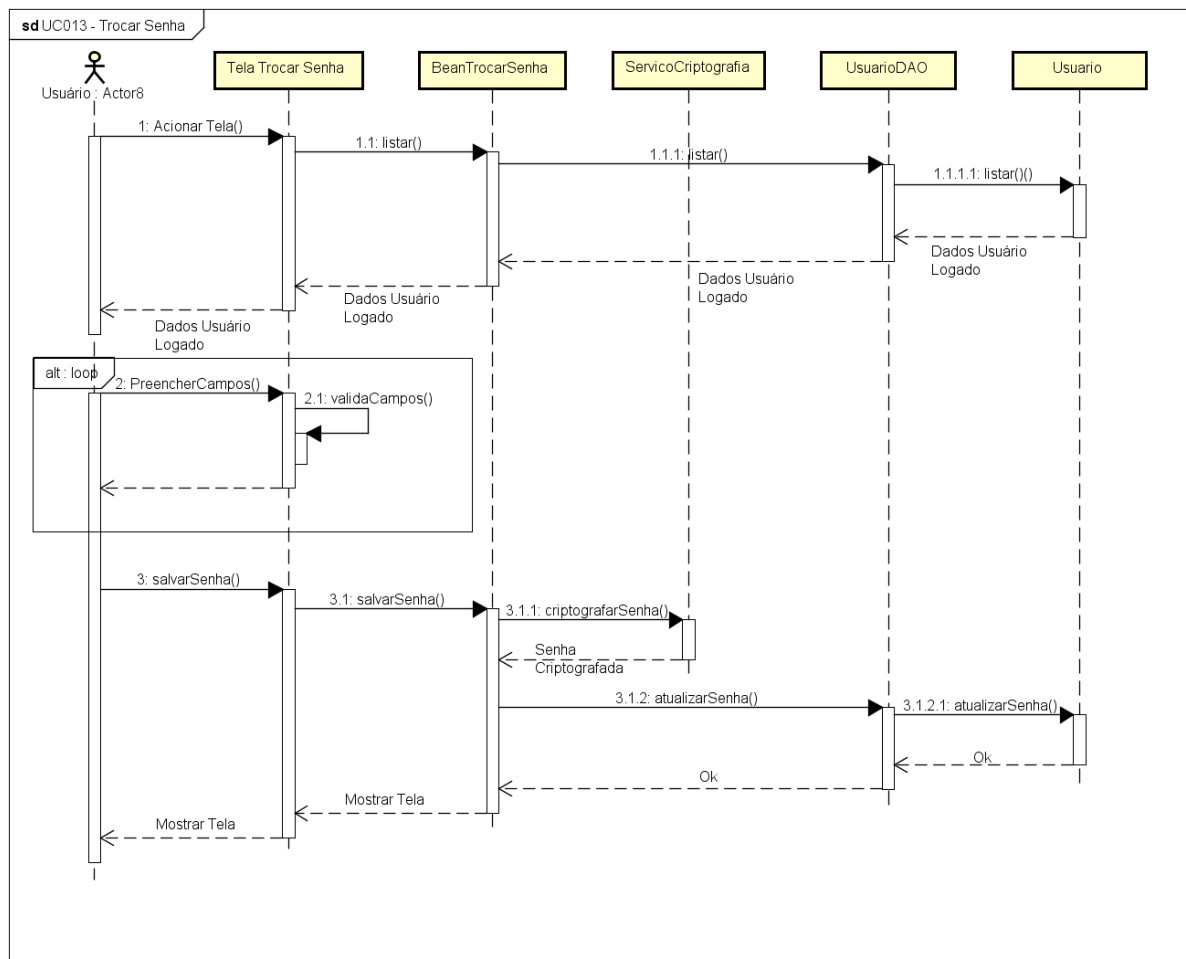 sd UC013 - Trocar Senha
Tela Trocar Senha
BeanTrocarSenha
ServicoCriptografia
UsuarioDAO
Usuario
Usuário : Actor8
1: Acionar Tela()
1.1: listar()
1.1.1: listar()
1.1.1.1: listar()()
Dados Usuário
Logado
Dados Usuário
Logado
Dados Usuário
Logado
Dados Usuário
Logado
alt : loop
2: PreencherCampos()
2.1: validaCampos()
3: salvarSenha()
3.1: salvarSenha()
3.1.1: criptografarSenha()
Senha
Criptografada
3.1.2: atualizarSenha()
3.1.2.1: atualizarSenha()
Ok
Ok
Mostrar Tela
Mostrar Tela